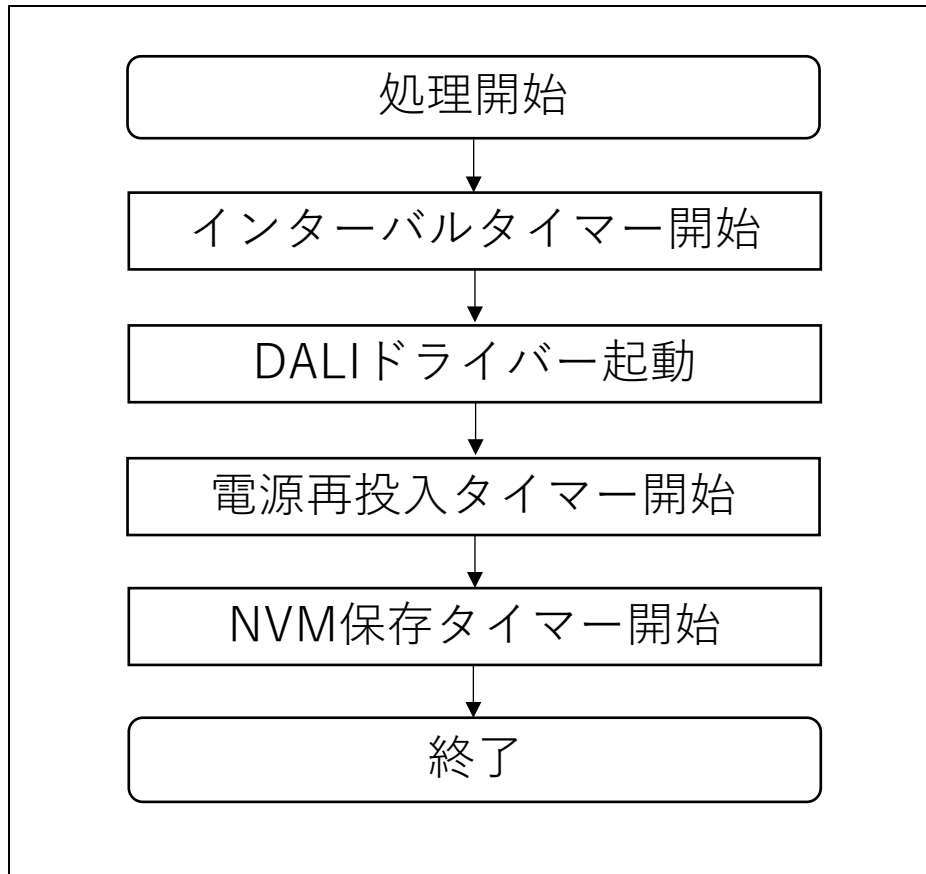 処理開始
インターバルタイマー開始
DALIドライバー起動
電源再投入タイマー開始
NVM保存タイマー開始
終了